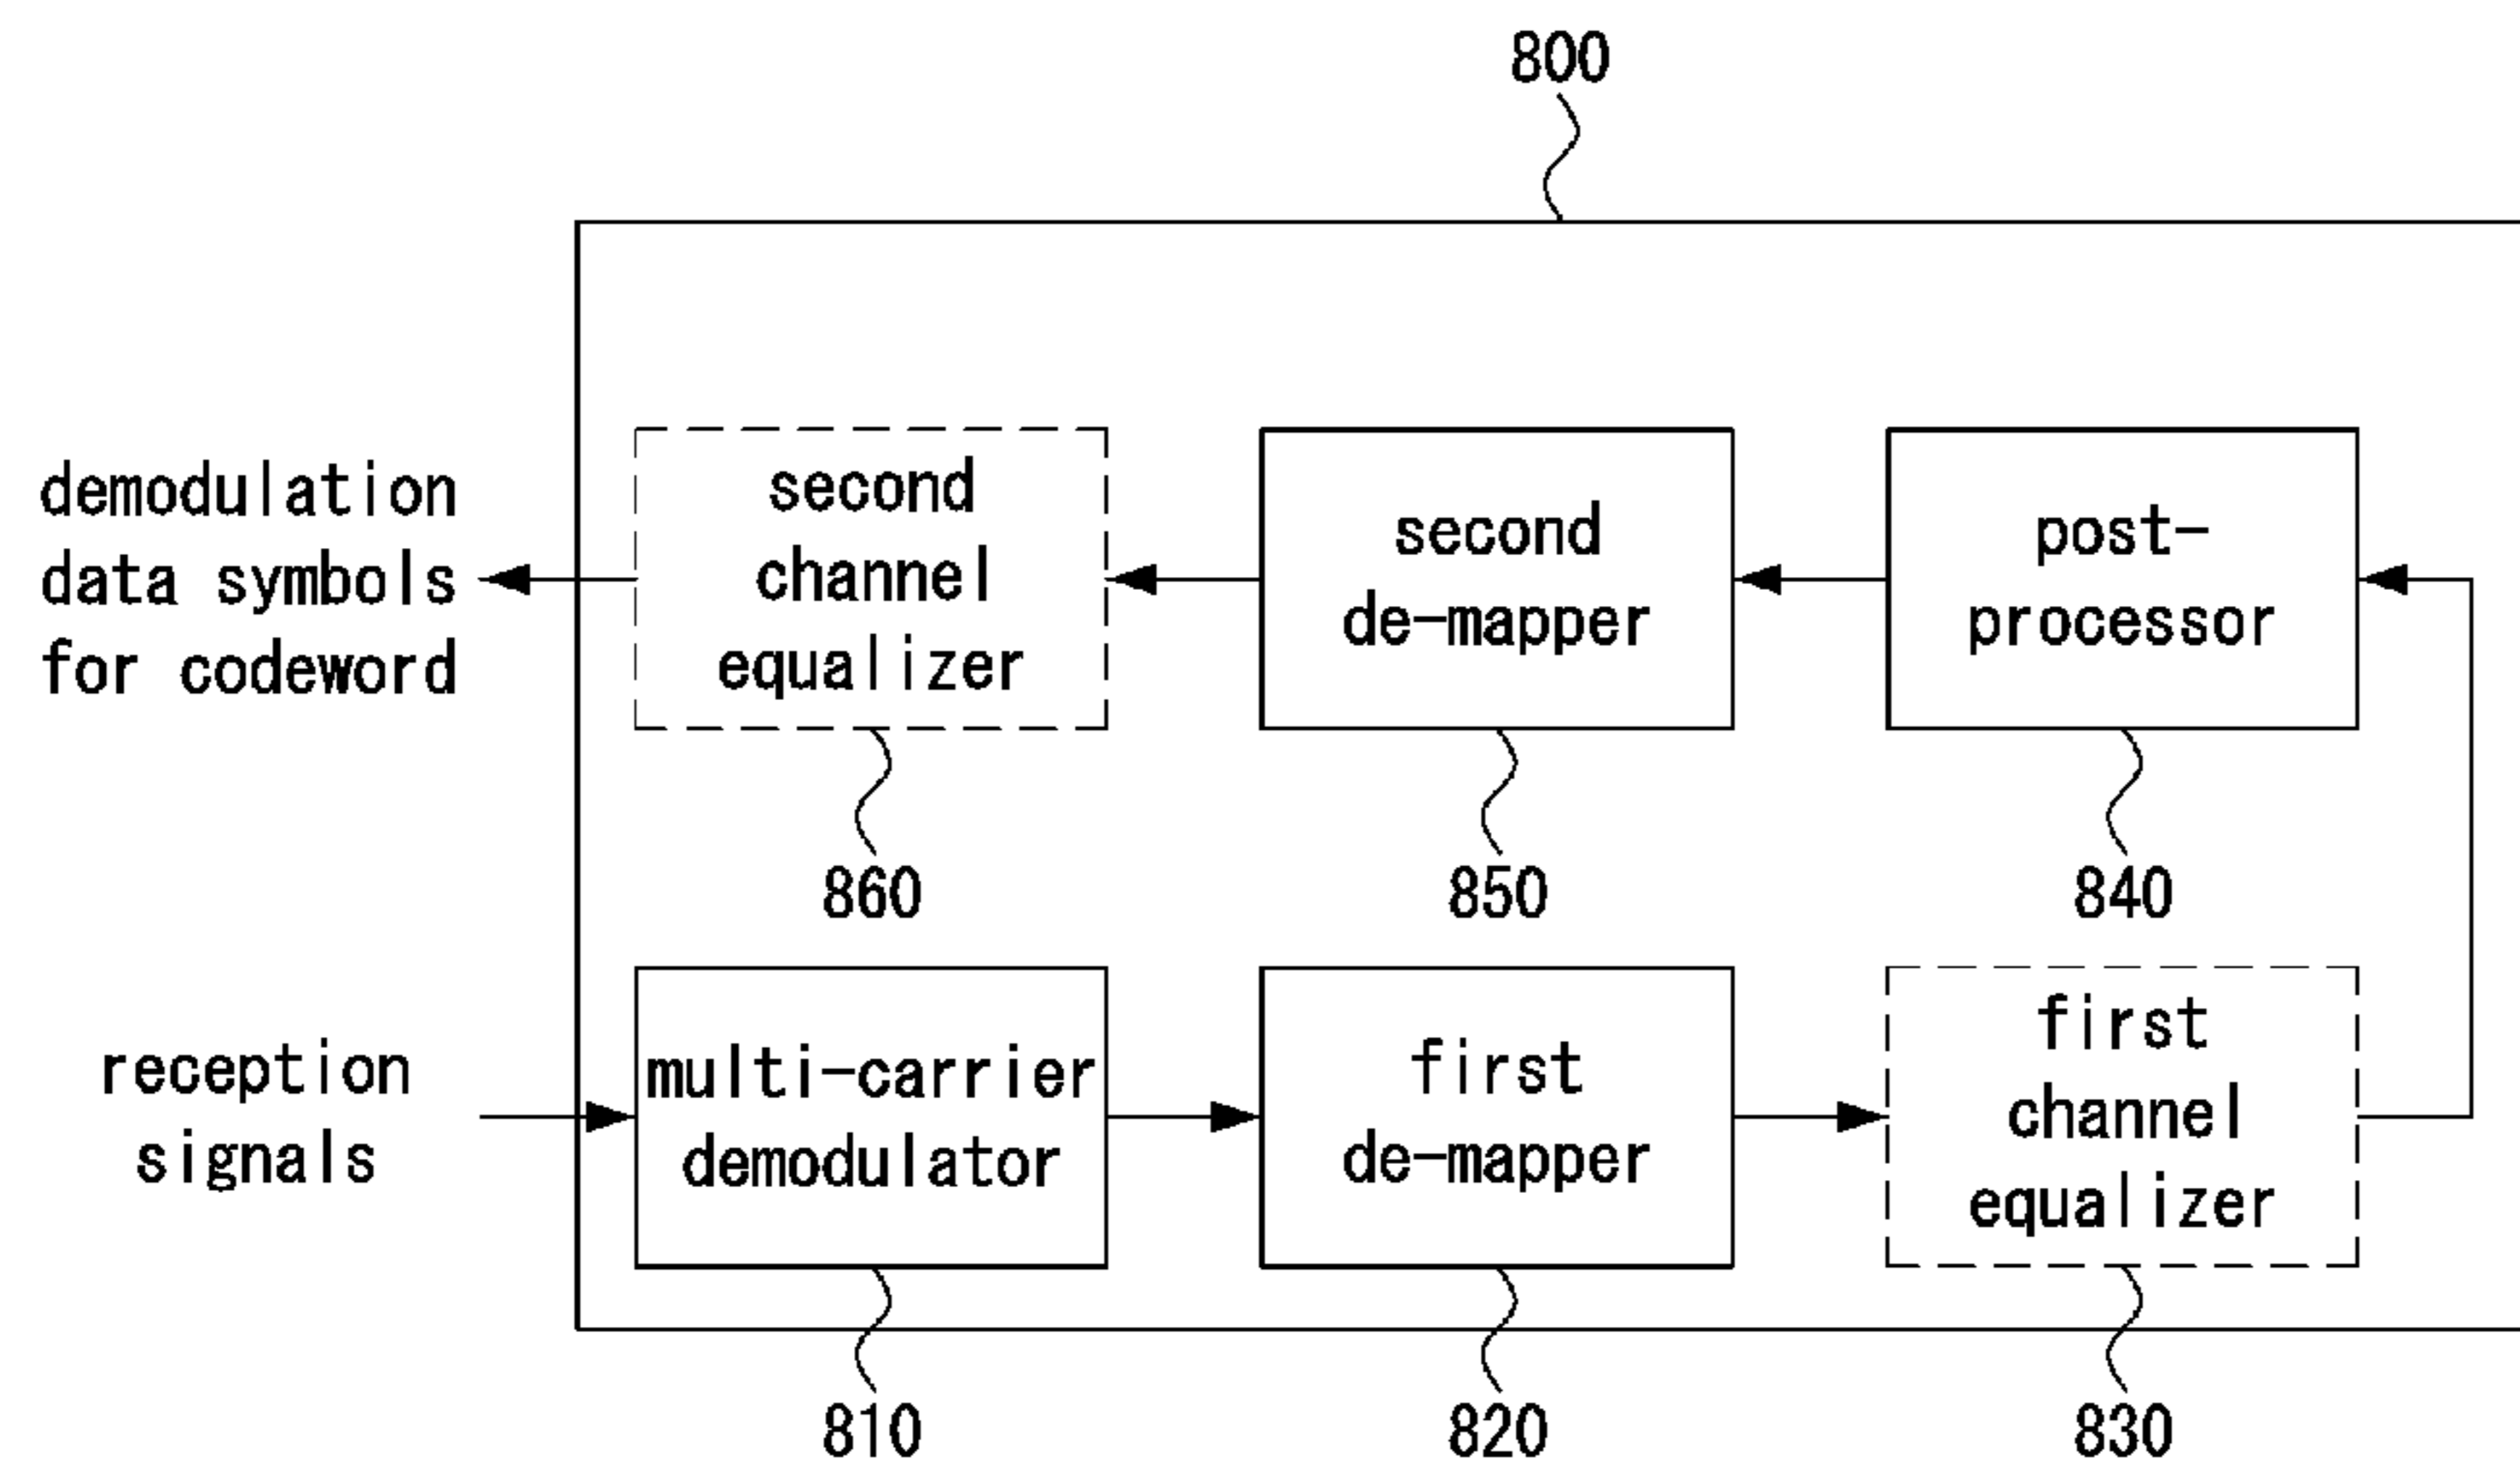 800
demodulation
data symbols
for codeword
second
channel
equalizer
second
de-mapper
post-
processor
860
850
840
reception
signals
multi-carrier
demodulator
first
de-mapper
first
channel
equalizer
810
820
830